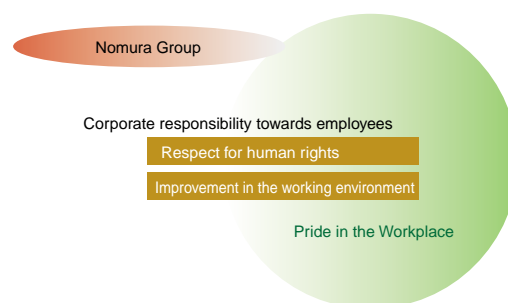 Nomura Group
Corporate responsibility towards employees
Respect for human rights
Improvement in the working environment
Pride in the Workplace